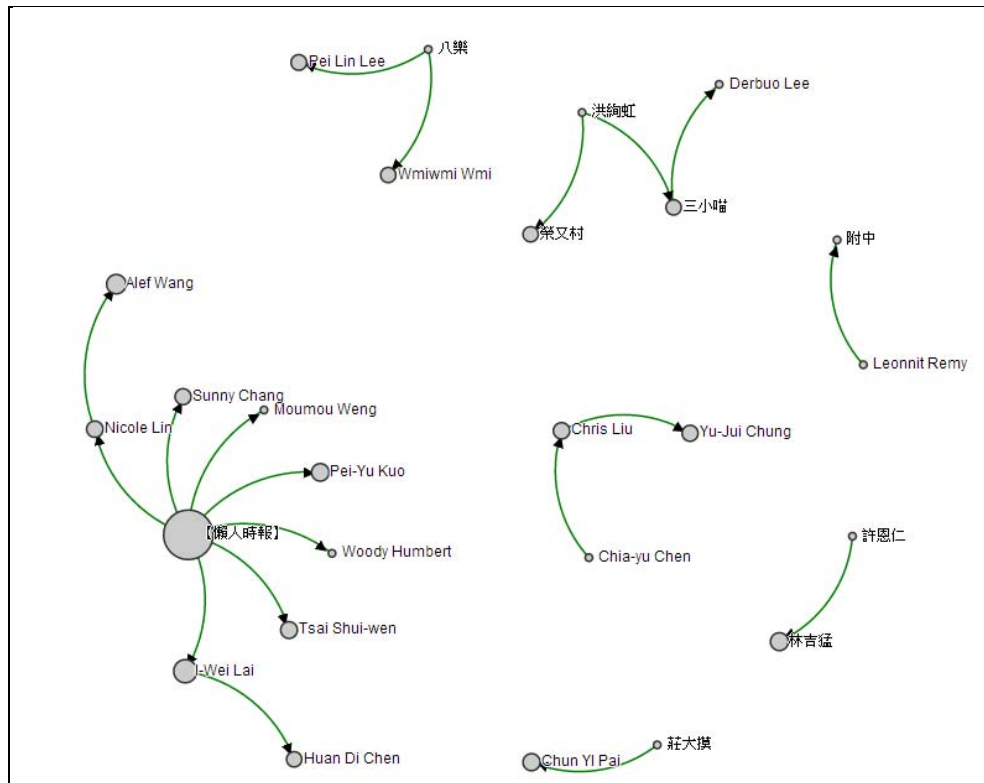 八樂
Pei Lin Lee
Derbuo Lee
洪絢虹
Wmiwmi Wmi
三小喵
榮又村
附中
Alef Wang
Leonnit Remy
Sunny Chang
Moumou Weng
Nicole Lin
Chris Liu
Yu-Jui Chung
Pei-Yu Kuo
【懶人時報】
許恩仁
Woody Humbert
Chia-yu Chen
Tsai Shui-wen
林吉猛
I-Wei Lai
莊大摸
Huan Di Chen
Chun YI Pai